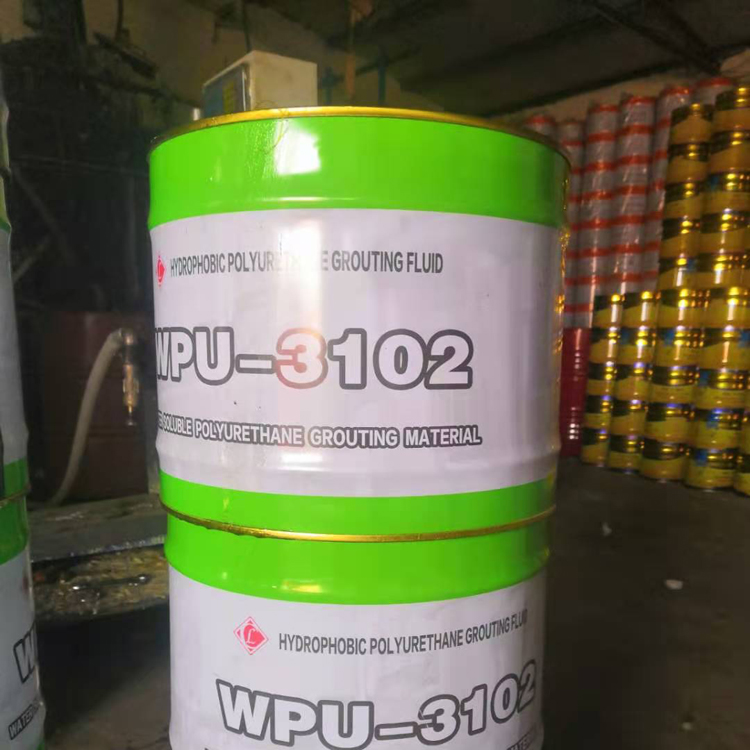 HYDROPHOBIC POLYURETHANE GROUTING FLUID
WPU-3102
SOLUBLE POLYURETHANE GROUTING MATERIAL
L HYDROPHOBIC POLYURETHANE GROUTING FLUID
WPU-3102